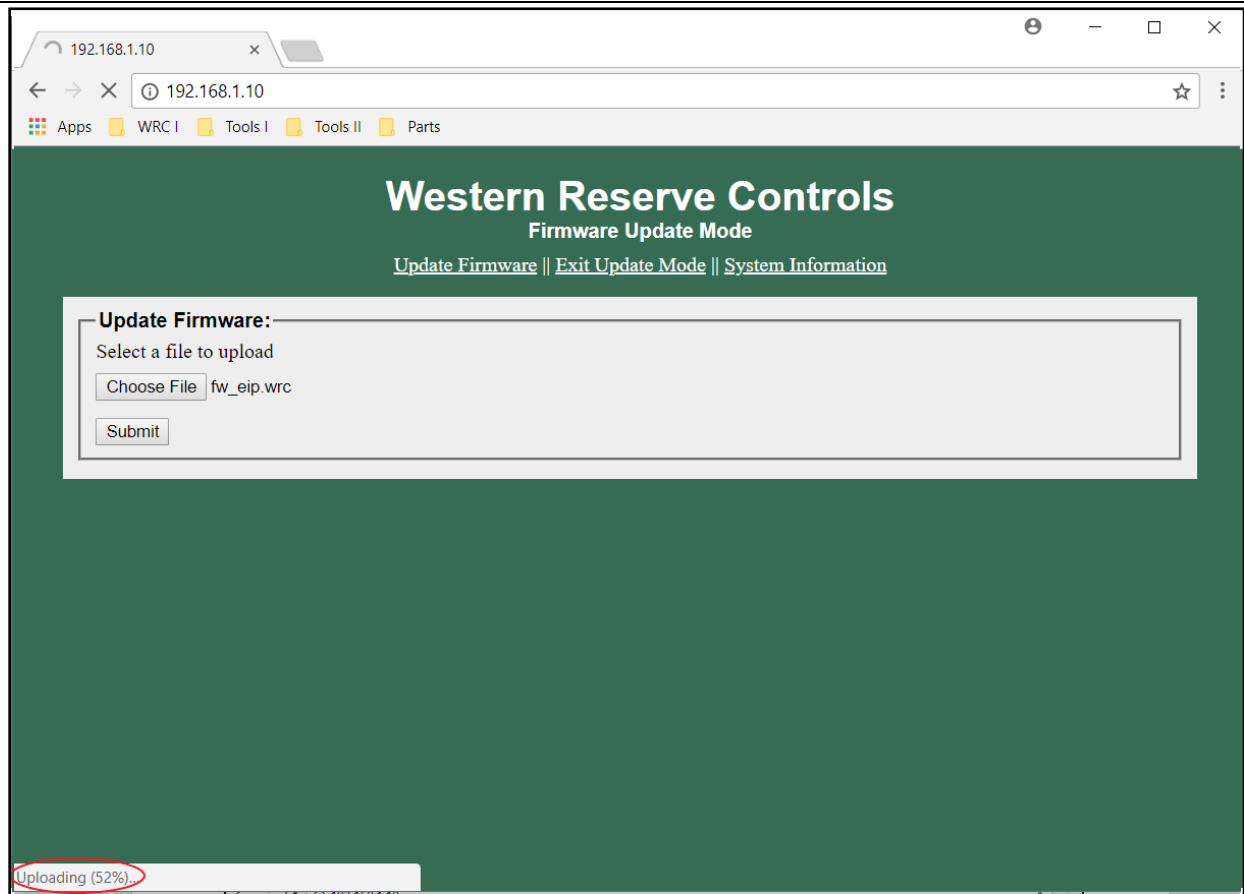 192.168.1.10
192.168.1.10
Apps WRC I Tools I Tools II Parts
Western Reserve Controls
Firmware Update Mode
Update Firmware || Exit Update Mode || System Information
Update Firmware:
Select a file to upload
Choose File fw_eip.wrc
Submit
Uploading (52%)...